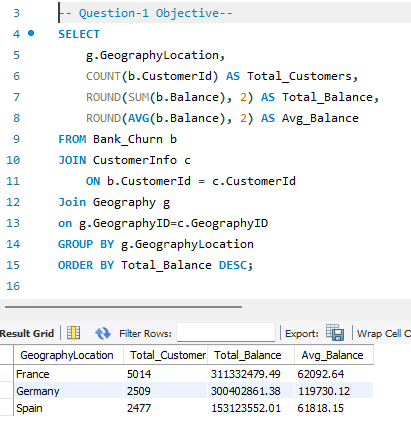 3 -- Question-1 Objective--
4 SELECT
5 g.GeographyLocation,
6 COUNT(b.CustomerId) AS Total_Customers,
7 ROUND(SUM(b.Balance), 2) AS Total_Balance,
8 ROUND(AVG(b.Balance), 2) AS Avg_Balance
9 FROM Bank_Churn b
10 JOIN CustomerInfo c
11 ON b.CustomerId = c.CustomerId
12 Join Geography g
13 on g.GeographyID=c.GeographyID
14 GROUP BY g.GeographyLocation
15 ORDER BY Total_Balance DESC;
16
Result Grid Filter Rows: Export: Wrap Cell C
GeographyLocation Total_Customer Total_Balance Avg_Balance
France 5014 311332479.49 62092.64
Germany 2509 300402861.38 119730.12
Spain 2477 153123552.01 61818.15